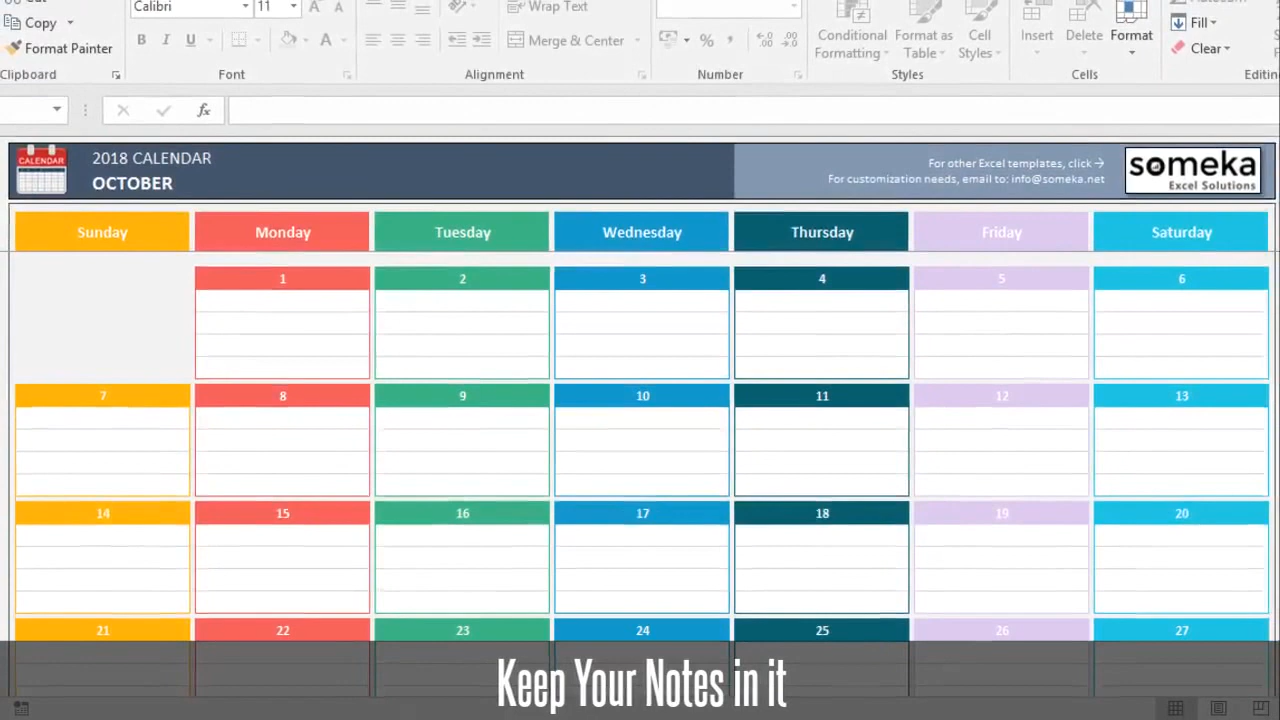 Copy
Format Painter
Clipboard
Calibri
11
B
I
U
Font
Wrap Text
Merge & Center
Alignment
%
Number
Conditional
Formatting
Format as
Table
Cell
Styles
Styles
Insert
Delete
Format
Cells
Fill
Clear
Editin
fx
CALENDAR
2018 CALENDAR
OCTOBER
For other Excel templates, click →
For customization needs, email to: info@someka.net
someka
Excel Solutions
Sunday Monday Tuesday Wednesday Thursday Friday Saturday
1 2 3 4 5 6
7 8 9 10 11 12 13
14 15 16 17 18 19 20
21 22 23 24 25 26 27
Keep Your Notes in it